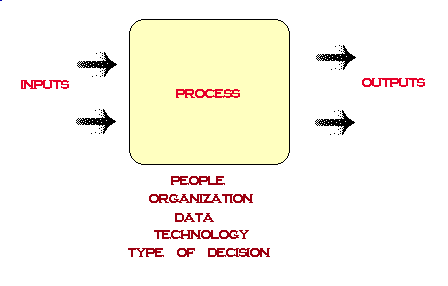 INPUTS
PROCESS
OUTPUTS
PEOPLE
ORGANIZATION
DATA
TECHNOLOGY
TYPE OF DECISION